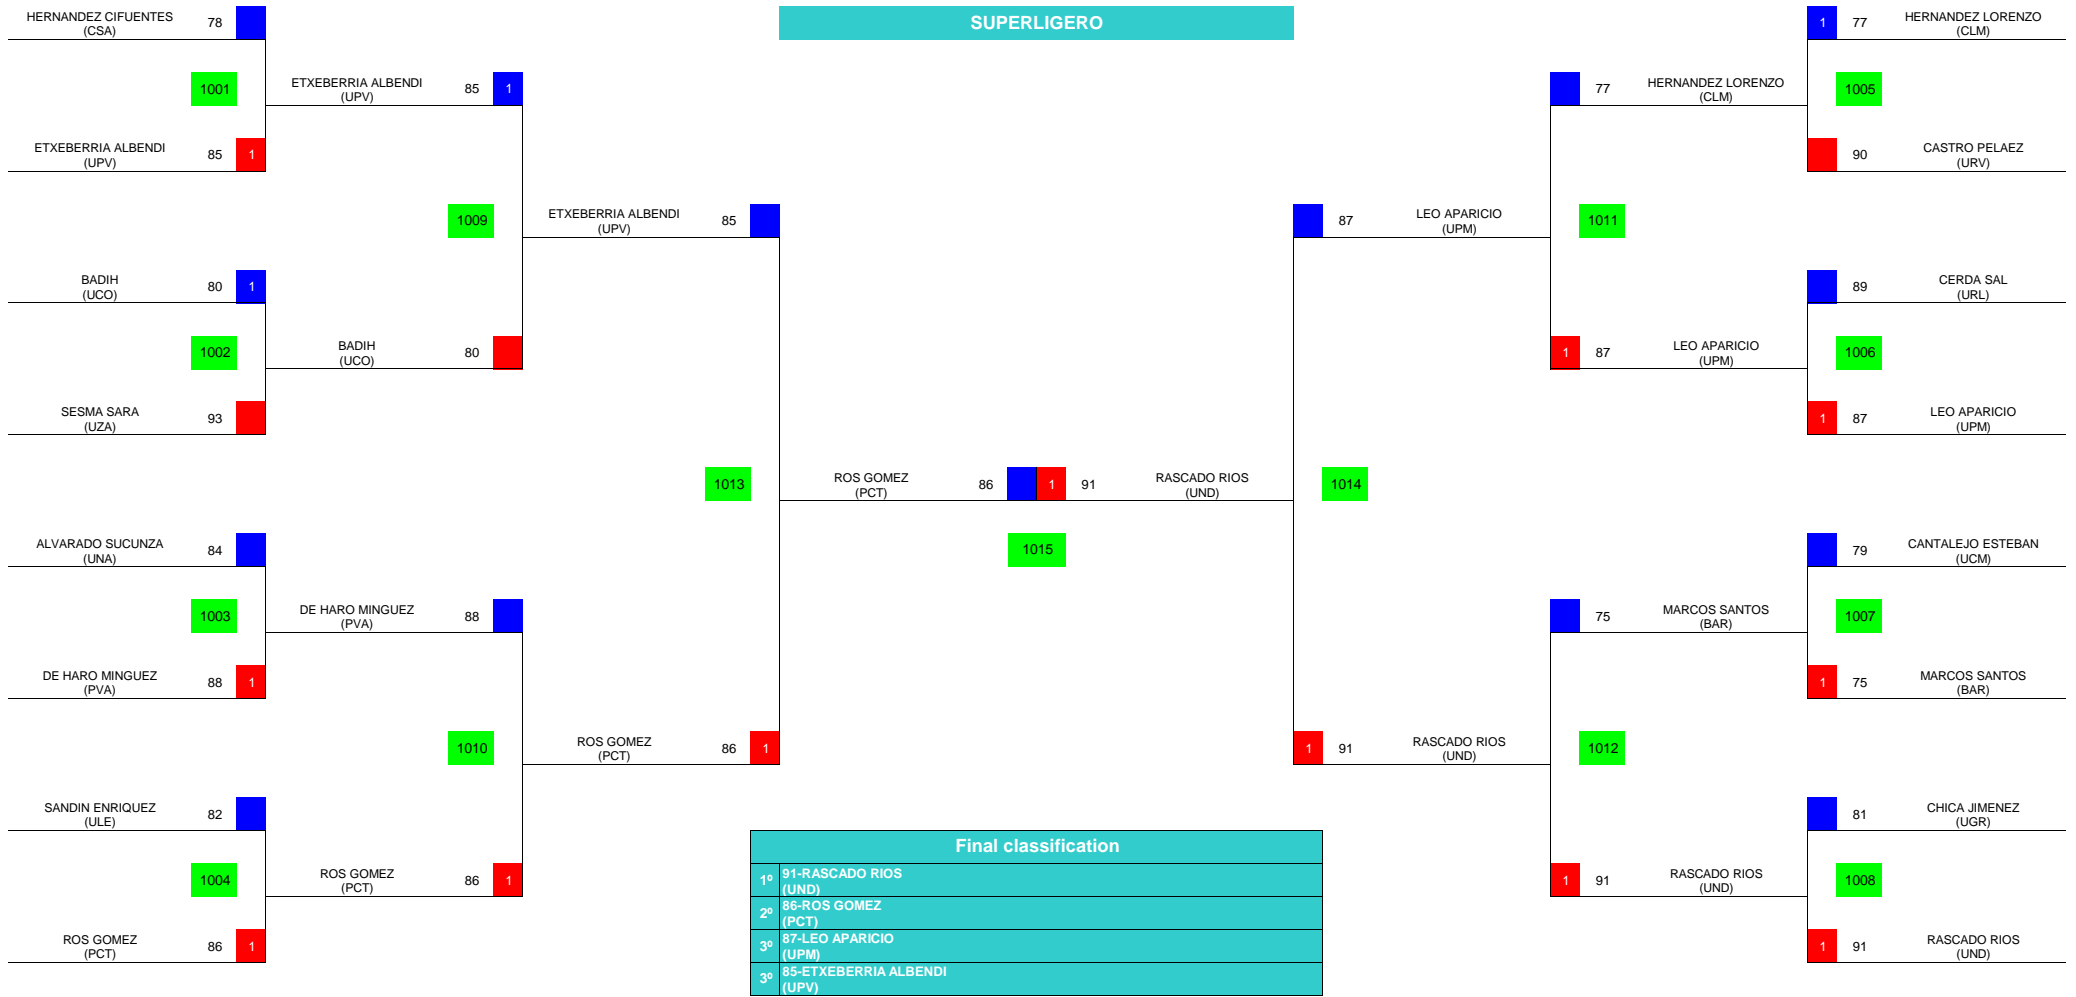 SUPERLIGERO
HERNANDEZ CIFUENTES
(CSA)
78
1001
ETXEBERRIA ALBENDI
(UPV)
85 1
BADIH
(UCO)
80 1
1002
SESMA SARA
(UZA)
93
ALVARADO SUCUNZA
(UNA)
84
1003
DE HARO MINGUEZ
(PVA)
88 1
SANDIN ENRIQUEZ
(ULE)
82
1004
ROS GOMEZ
(PCT)
86 1
ETXEBERRIA ALBENDI
(UPV)
85 1
1009
BADIH
(UCO)
80
DE HARO MINGUEZ
(PVA)
88
1010
ROS GOMEZ
(PCT)
86 1
ETXEBERRIA ALBENDI
(UPV)
85
1013
ROS GOMEZ
(PCT)
86 1
ROS GOMEZ
(PCT)
86
1 91
RASCADO RIOS
(UND)
1015
87
LEO APARICIO
(UPM)
1014
1 91
RASCADO RIOS
(UND)
77
HERNANDEZ LORENZO
(CLM)
1011
1 87
LEO APARICIO
(UPM)
75
MARCOS SANTOS
(BAR)
1012
1 91
RASCADO RIOS
(UND)
1 77
HERNANDEZ LORENZO
(CLM)
1005
90
CASTRO PELAEZ
(URV)
89
CERDA SAL
(URL)
1006
1 87
LEO APARICIO
(UPM)
79
CANTALEJO ESTEBAN
(UCM)
1007
1 75
MARCOS SANTOS
(BAR)
81
CHICA JIMENEZ
(UGR)
1008
1 91
RASCADO RIOS
(UND)
Final classification
1º 91-RASCADO RIOS
(UND)
2º 86-ROS GOMEZ
(PCT)
3º 87-LEO APARICIO
(UPM)
3º 85-ETXEBERRIA ALBENDI
(UPV)